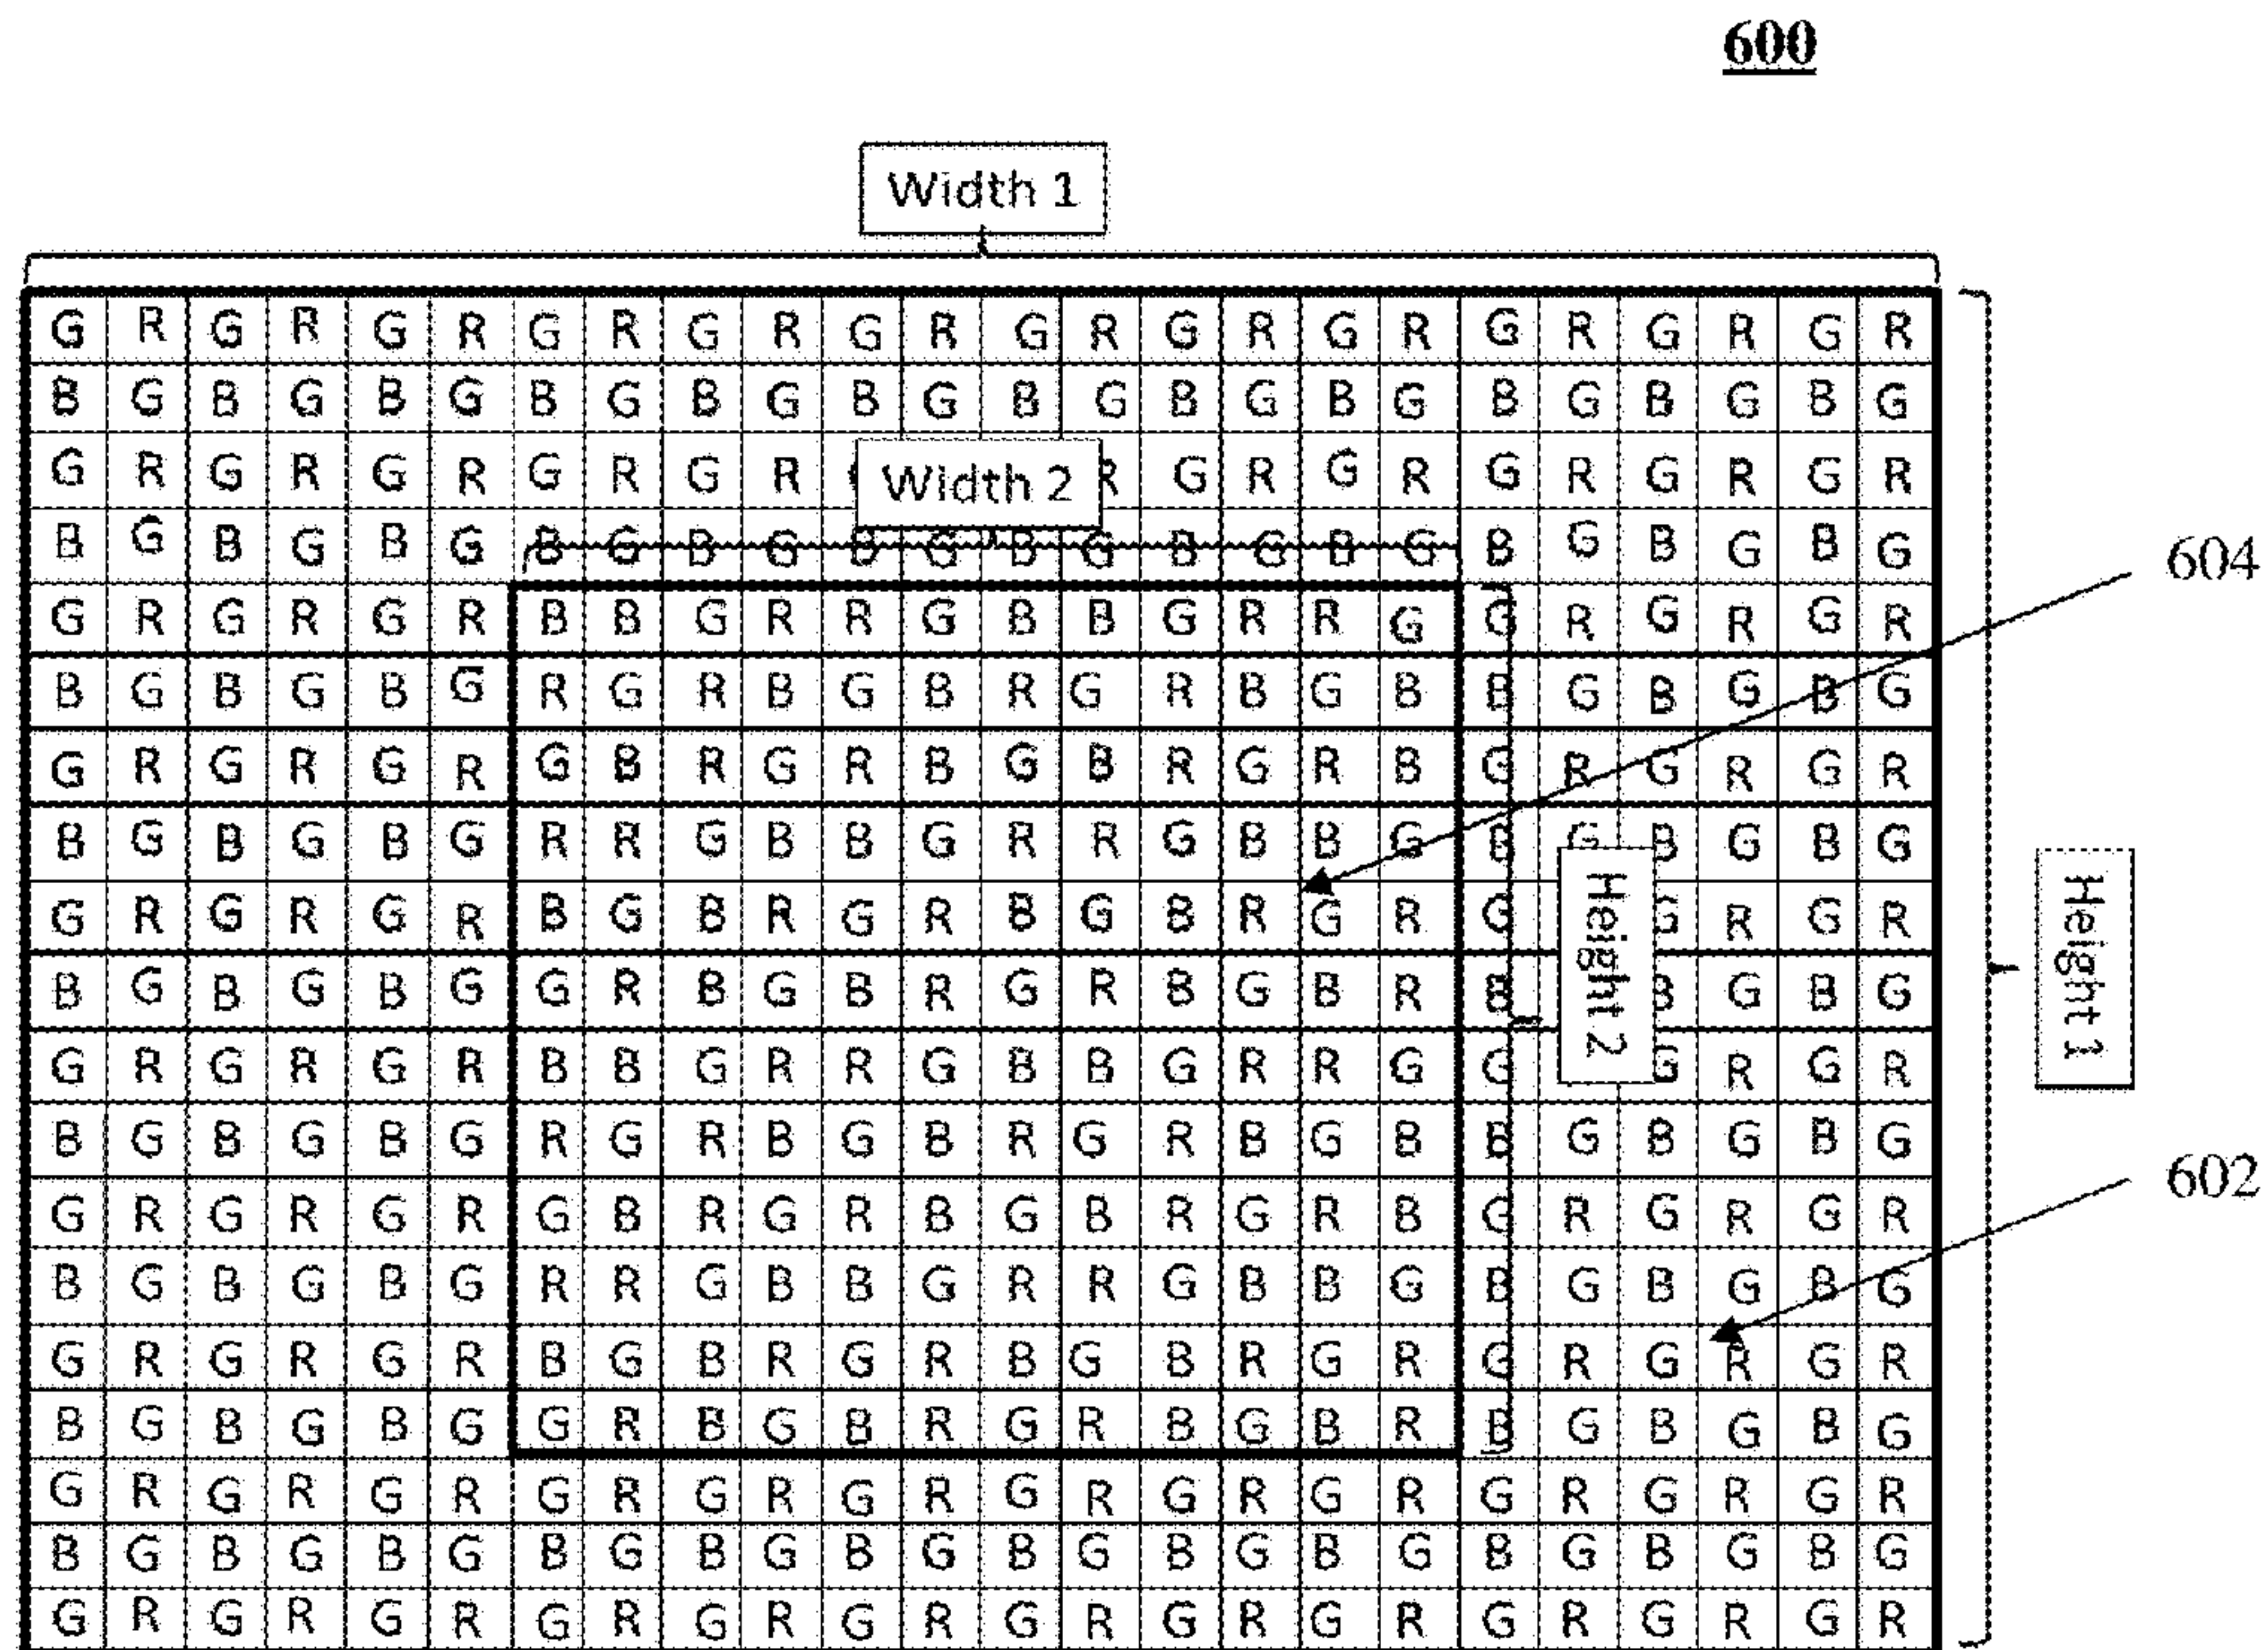 600
Width 1
G R G R G R G R G R G R G R G R G R G R G R G R
B G B G B G B G B G B G B G B G B G B G B G B G
G R G R G R G R G R Width 2 R G R G R G R G R G R
B G B G B G B G B G B G B G B G B G B G B G B G
604
G R G R G R B B G R R G B B G R R G G R G R G R
B G B G B G R G R B G B R G R B G B B G B G B G
G R G R G R G B R G R B G B R G R B G R G R G R
B G B G B G R R G B B G R R G B B G B G B G B G
G R G R G R B G B R G R B G B R G R G G R G R
B G B G B G G R B G B R G R B G B R B B G B G
Height 2
Height 1
G R G R G R B B G R R G B B G R R G G G R G R
B G B G B G R G R B G B R G R B G B B G B G B G
602
G R G R G R G B R G R B G B R G R B G R G R G R
B G B G B G R R G B B G R R G B B G B G B G B G
G R G R G R B G B R G R B G B R G R G R G R G R
B G B G B G G R B G B R G R B G B R B G B G B G
G R G R G R G R G R G R G R G R G R G R G R G R
B G B G B G B G B G B G B G B G B G B G B G B G
G R G R G R G R G R G R G R G R G R G R G R G R